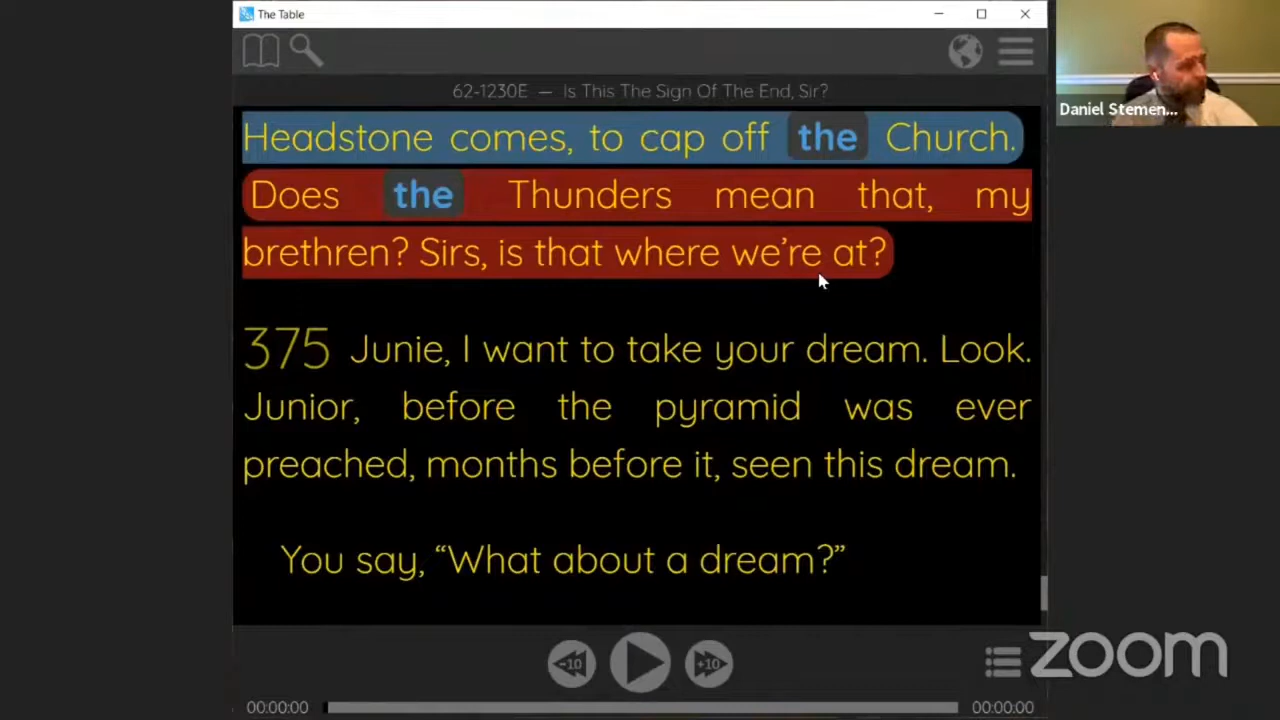 The Table
62-1230E — Is This The Sign Of The End, Sir?
Headstone comes, to cap off the Church.
Does the Thunders mean that, my
brethren? Sirs, is that where we’re at?
375 Junie, I want to take your dream. Look.
Junior, before the pyramid was ever
preached, months before it, seen this dream.
You say, “What about a dream?”
-10
+10
00:00:00
00:00:00
Daniel Stemen...
zoom